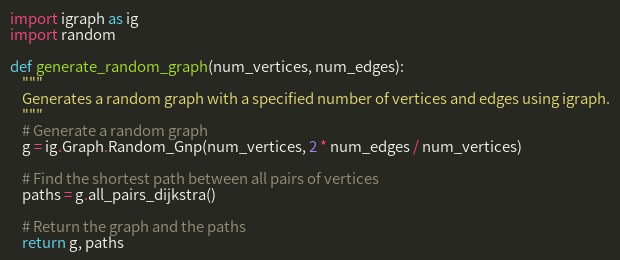 import igraph as ig
import random

def generate_random_graph(num_vertices, num_edges):
    """
    Generates a random graph with a specified number of vertices and edges using igraph.
    """
    # Generate a random graph
    g = ig.Graph.Random_Gnp(num_vertices, 2 * num_edges / num_vertices)

    # Find the shortest path between all pairs of vertices
    paths = g.all_pairs_dijkstra()

    # Return the graph and the paths
    return g, paths